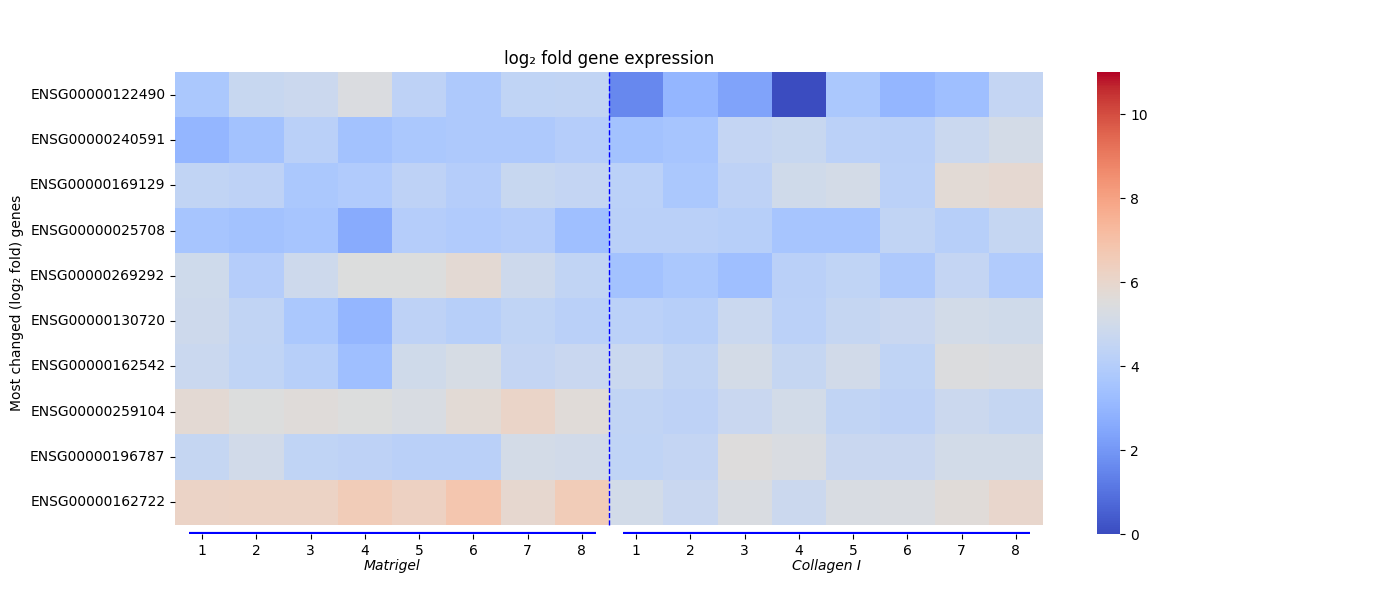 log₂ fold gene expression
Most changed (log₂ fold) genes
ENSG00000122490
ENSG00000240591
ENSG00000169129
ENSG00000025708
ENSG00000269292
ENSG00000130720
ENSG00000162542
ENSG00000259104
ENSG00000196787
ENSG00000162722
1 2 3 4 5 6 7 8 1 2 3 4 5 6 7 8
Matrigel Collagen I
10
8
6
4
2
0